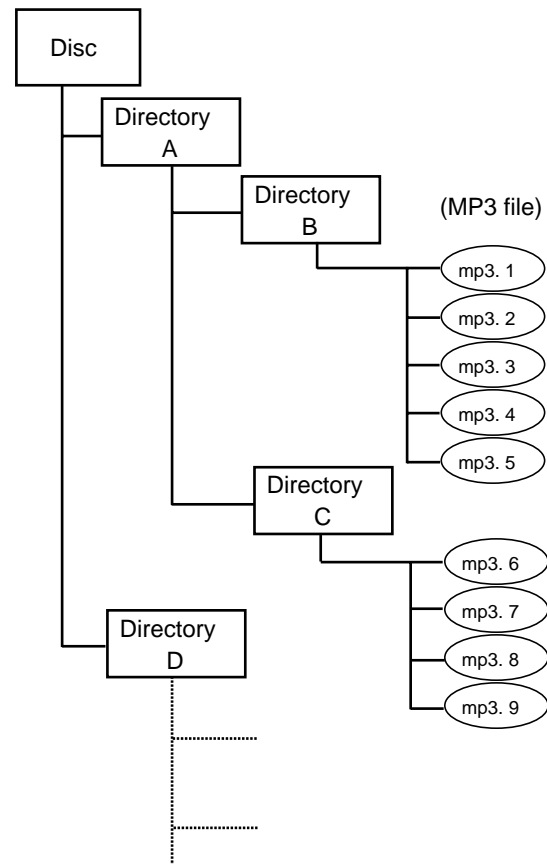 Disc
Directory
A
Directory
B
(MP3 file)
mp3. 1
mp3. 2
mp3. 3
mp3. 4
mp3. 5
Directory
C
mp3. 6
mp3. 7
mp3. 8
mp3. 9
Directory
D